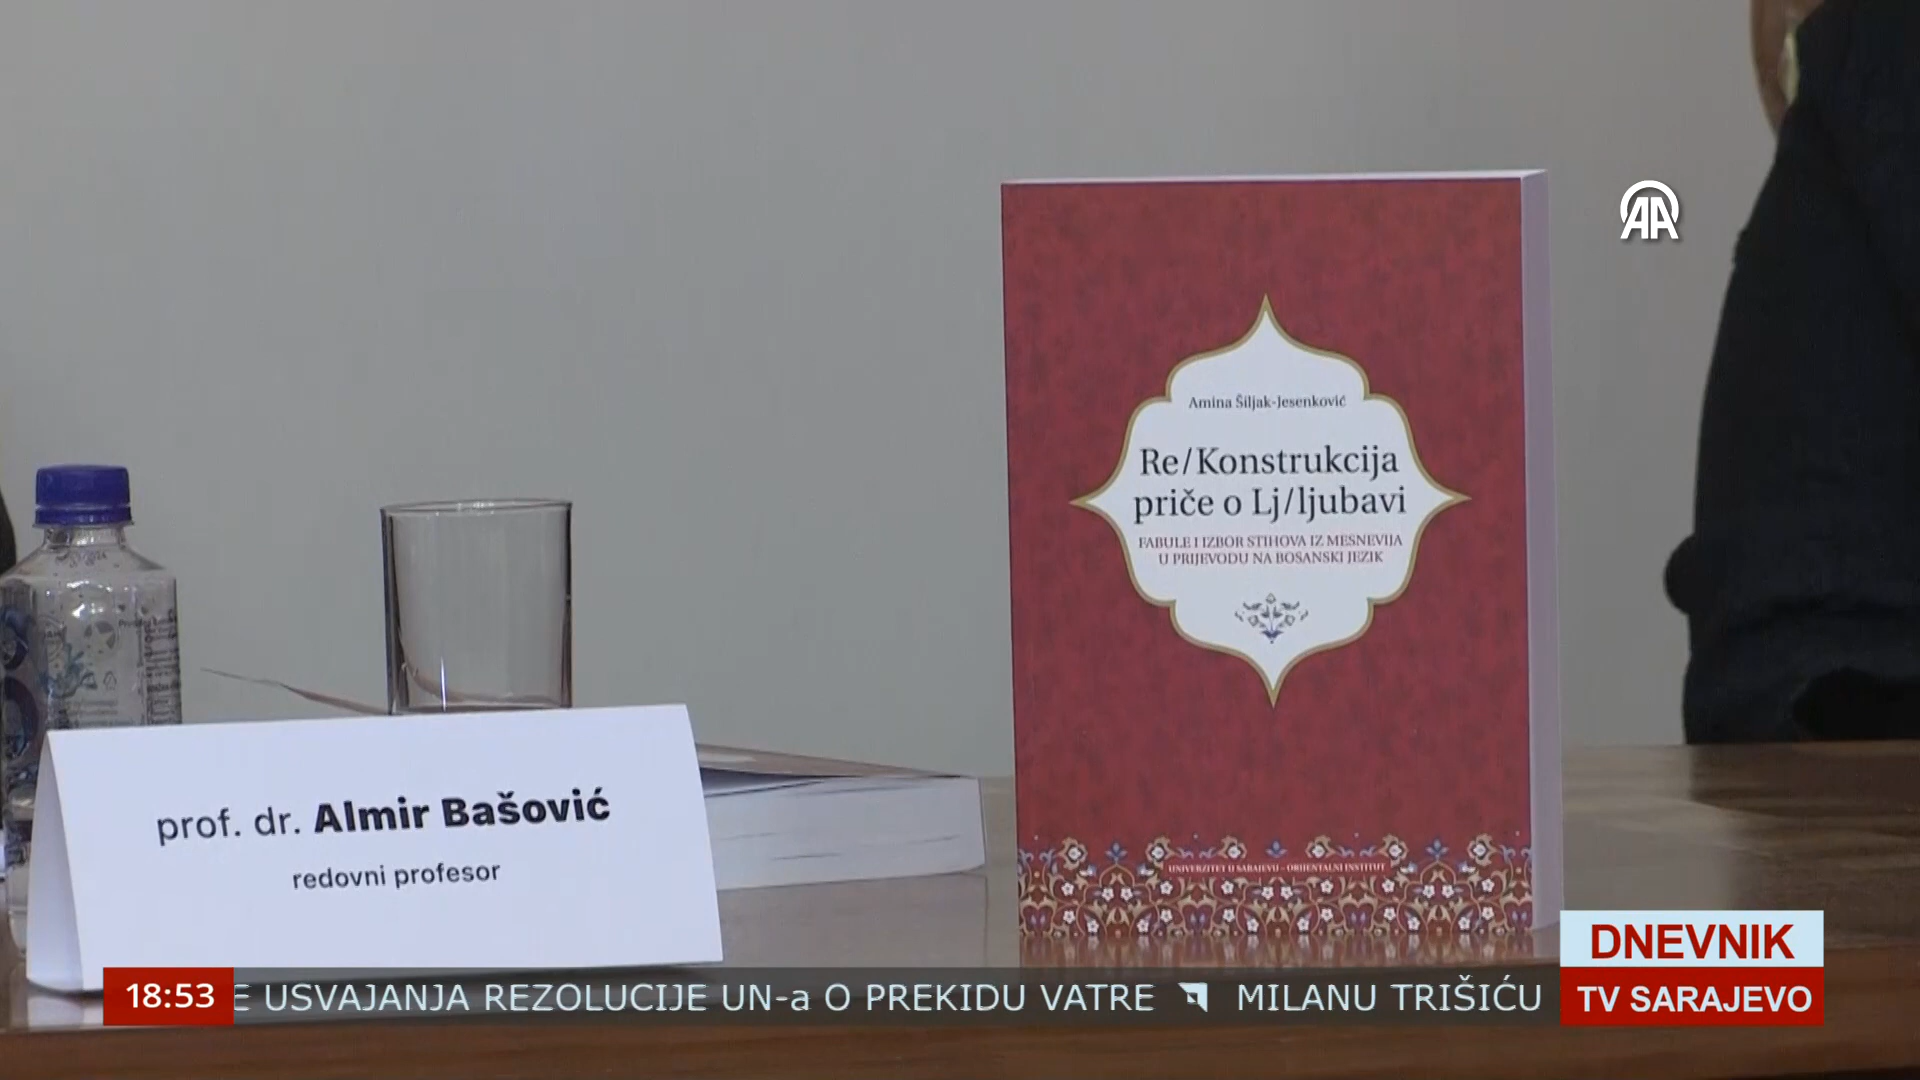 AA
Amina Šiljak-Jesenković
Re/Konstrukcija
priče o Lj/ljubavi
FABULE I IZBOR STIHOVA IZ MESNEVIJA
U PRIJEVODU NA BOSANSKI JEZIK
UNIVERZITET U SARAJEVU – ORIJENTALNI INSTITUT
prof. dr. Almir Bašović
redovni profesor
DNEVNIK
TV SARAJEVO
18:53
E USVAJANJA REZOLUCIJE UN-a O PREKIDU VATRE MILANU TRIŠIĆU